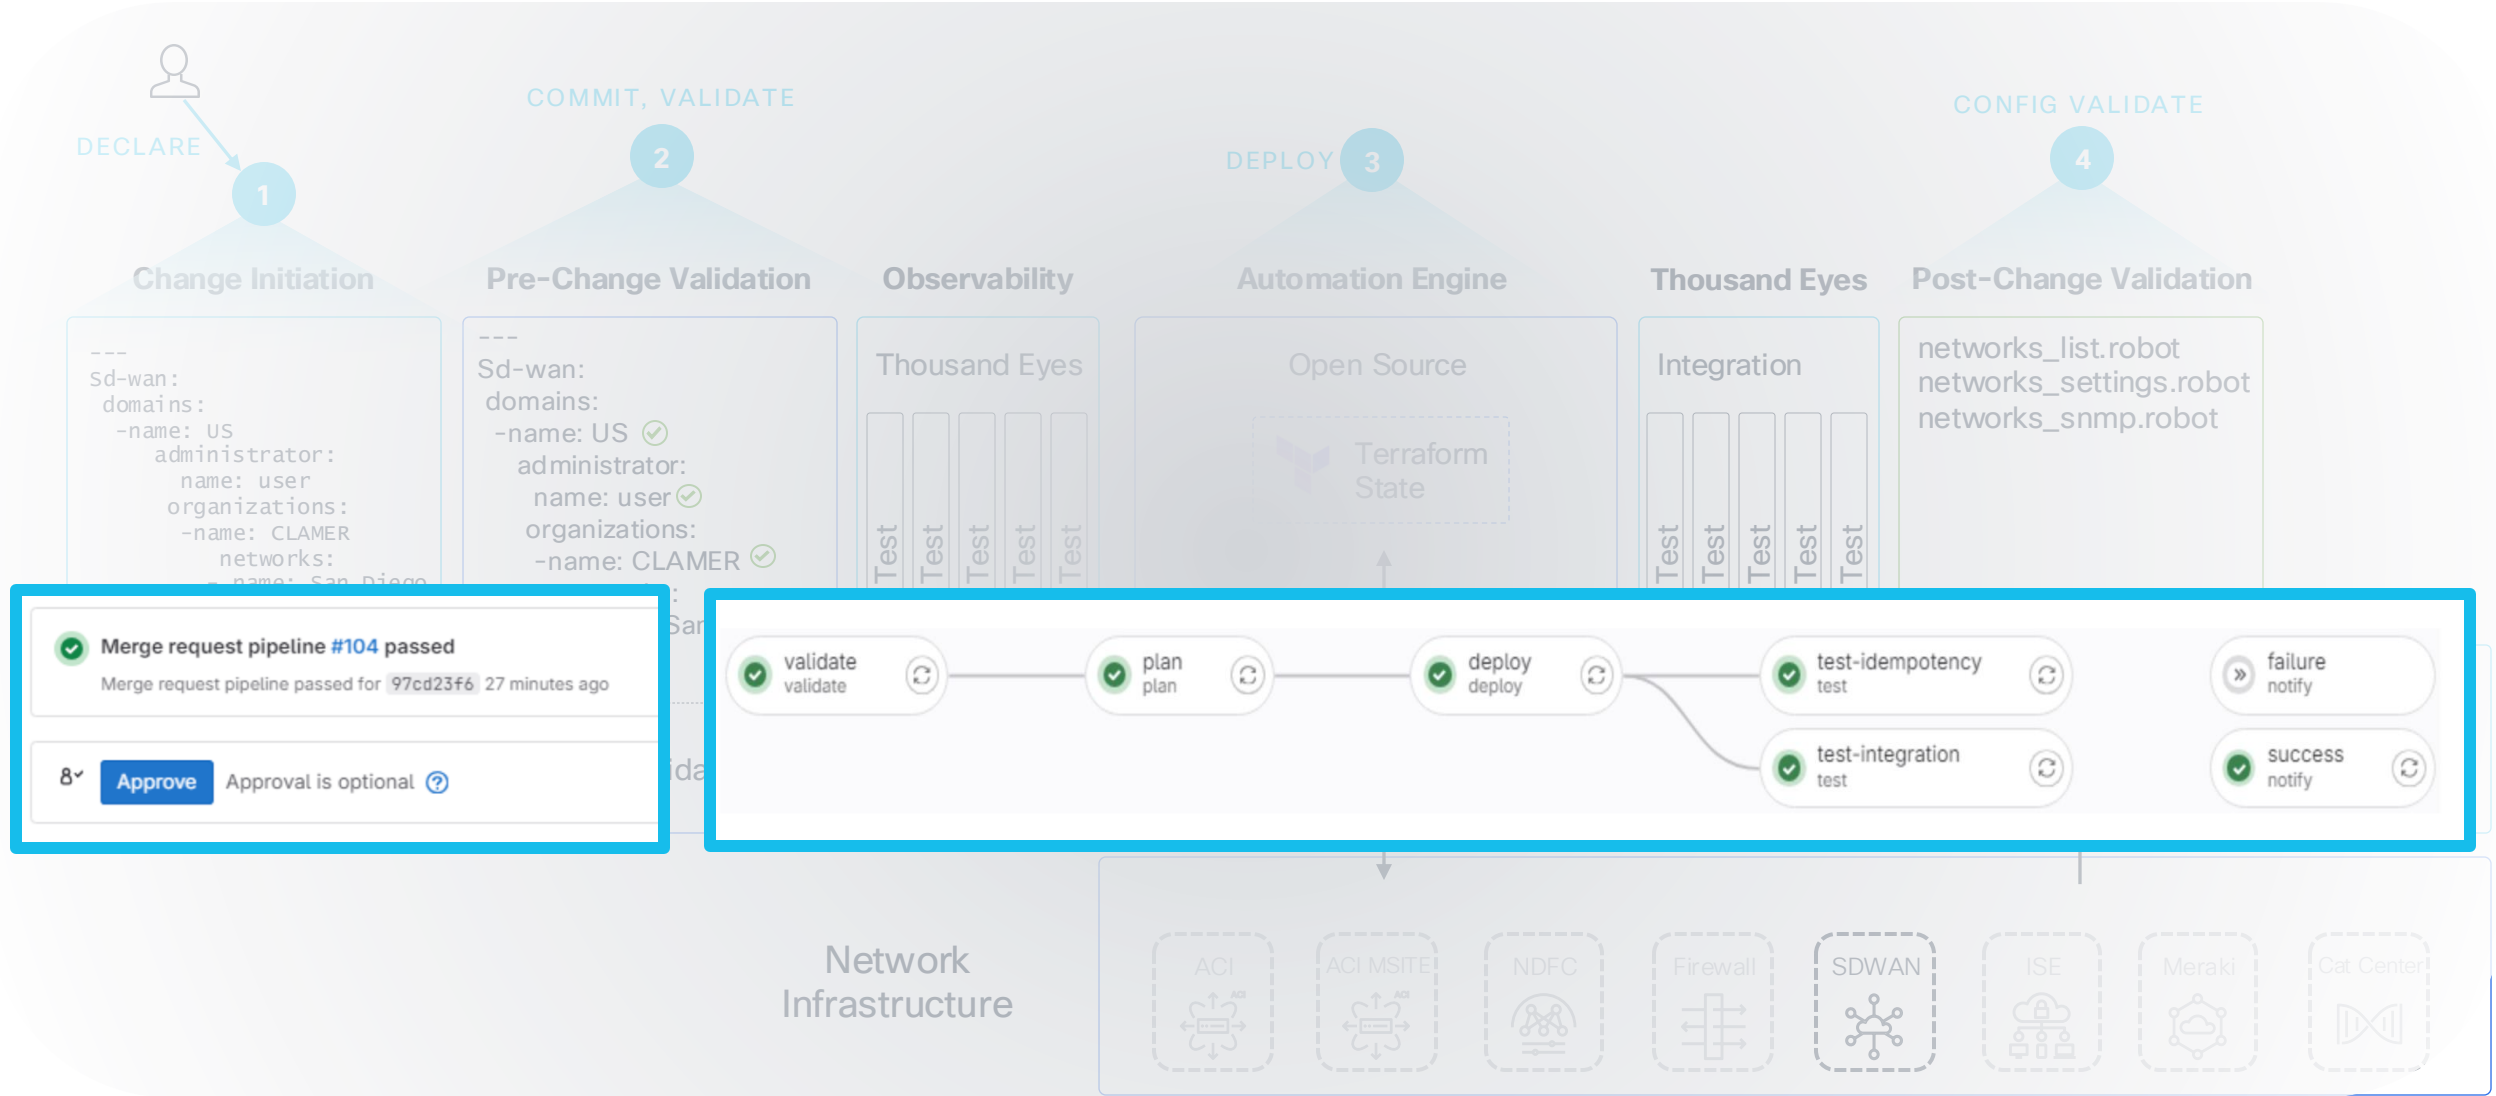 DECLARE
1
COMMIT, VALIDATE
2
DEPLOY
3
CONFIG VALIDATE
4
Change Initiation
---
Sd-wan:
domains:
-name: US
administrator:
name: user
organizations:
-name: CLAMER
networks:
- name: San Diego
Pre-Change Validation
---
Sd-wan:
domains:
-name: US
administrator:
name: user
organizations:
-name: CLAMER
:
Observability
Thousand Eyes
Test
Test
Test
Test
Test
Automation Engine
Open Source
Terraform
State
Thousand Eyes
Integration
Test
Test
Test
Test
Test
Post-Change Validation
networks_list.robot
networks_settings.robot
networks_snmp.robot
Merge request pipeline #104 passed
Merge request pipeline passed for 97cd23f6 27 minutes ago
Approve Approval is optional ?
validate
validate
plan
plan
deploy
deploy
test-idempotency
test
test-integration
test
failure
notify
success
notify
Network
Infrastructure
ACI
ACI
ACI MSITE
ACI
NDFC
Firewall
SDWAN
ISE
Meraki
Cat Center